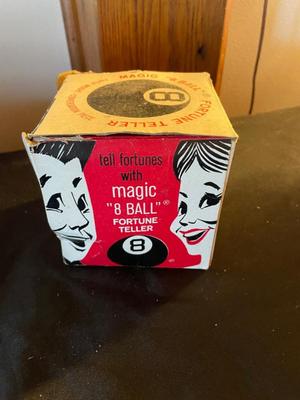 MAGIC "8 BALL" FORTUNE TELLER
8
tell fortunes
with
magic
"8 BALL"®
FORTUNE
TELLER
8